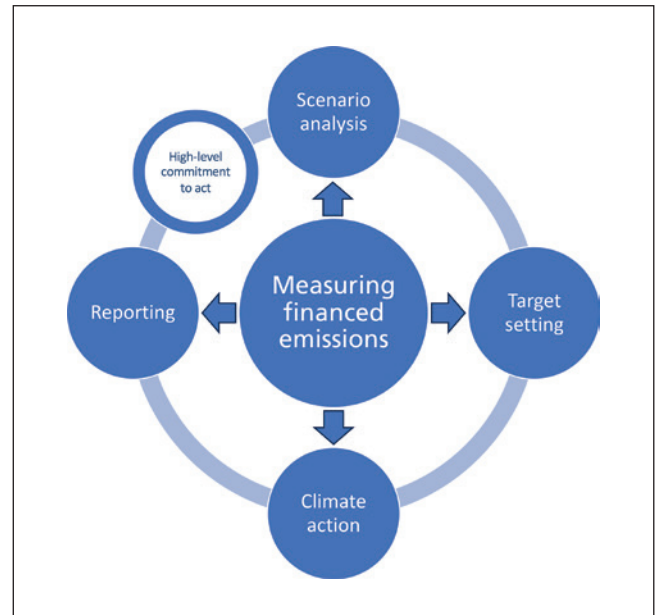 Scenario
analysis
High-level
commitment
to act
Measuring
financed
emissions
Reporting
Target
setting
Climate
action